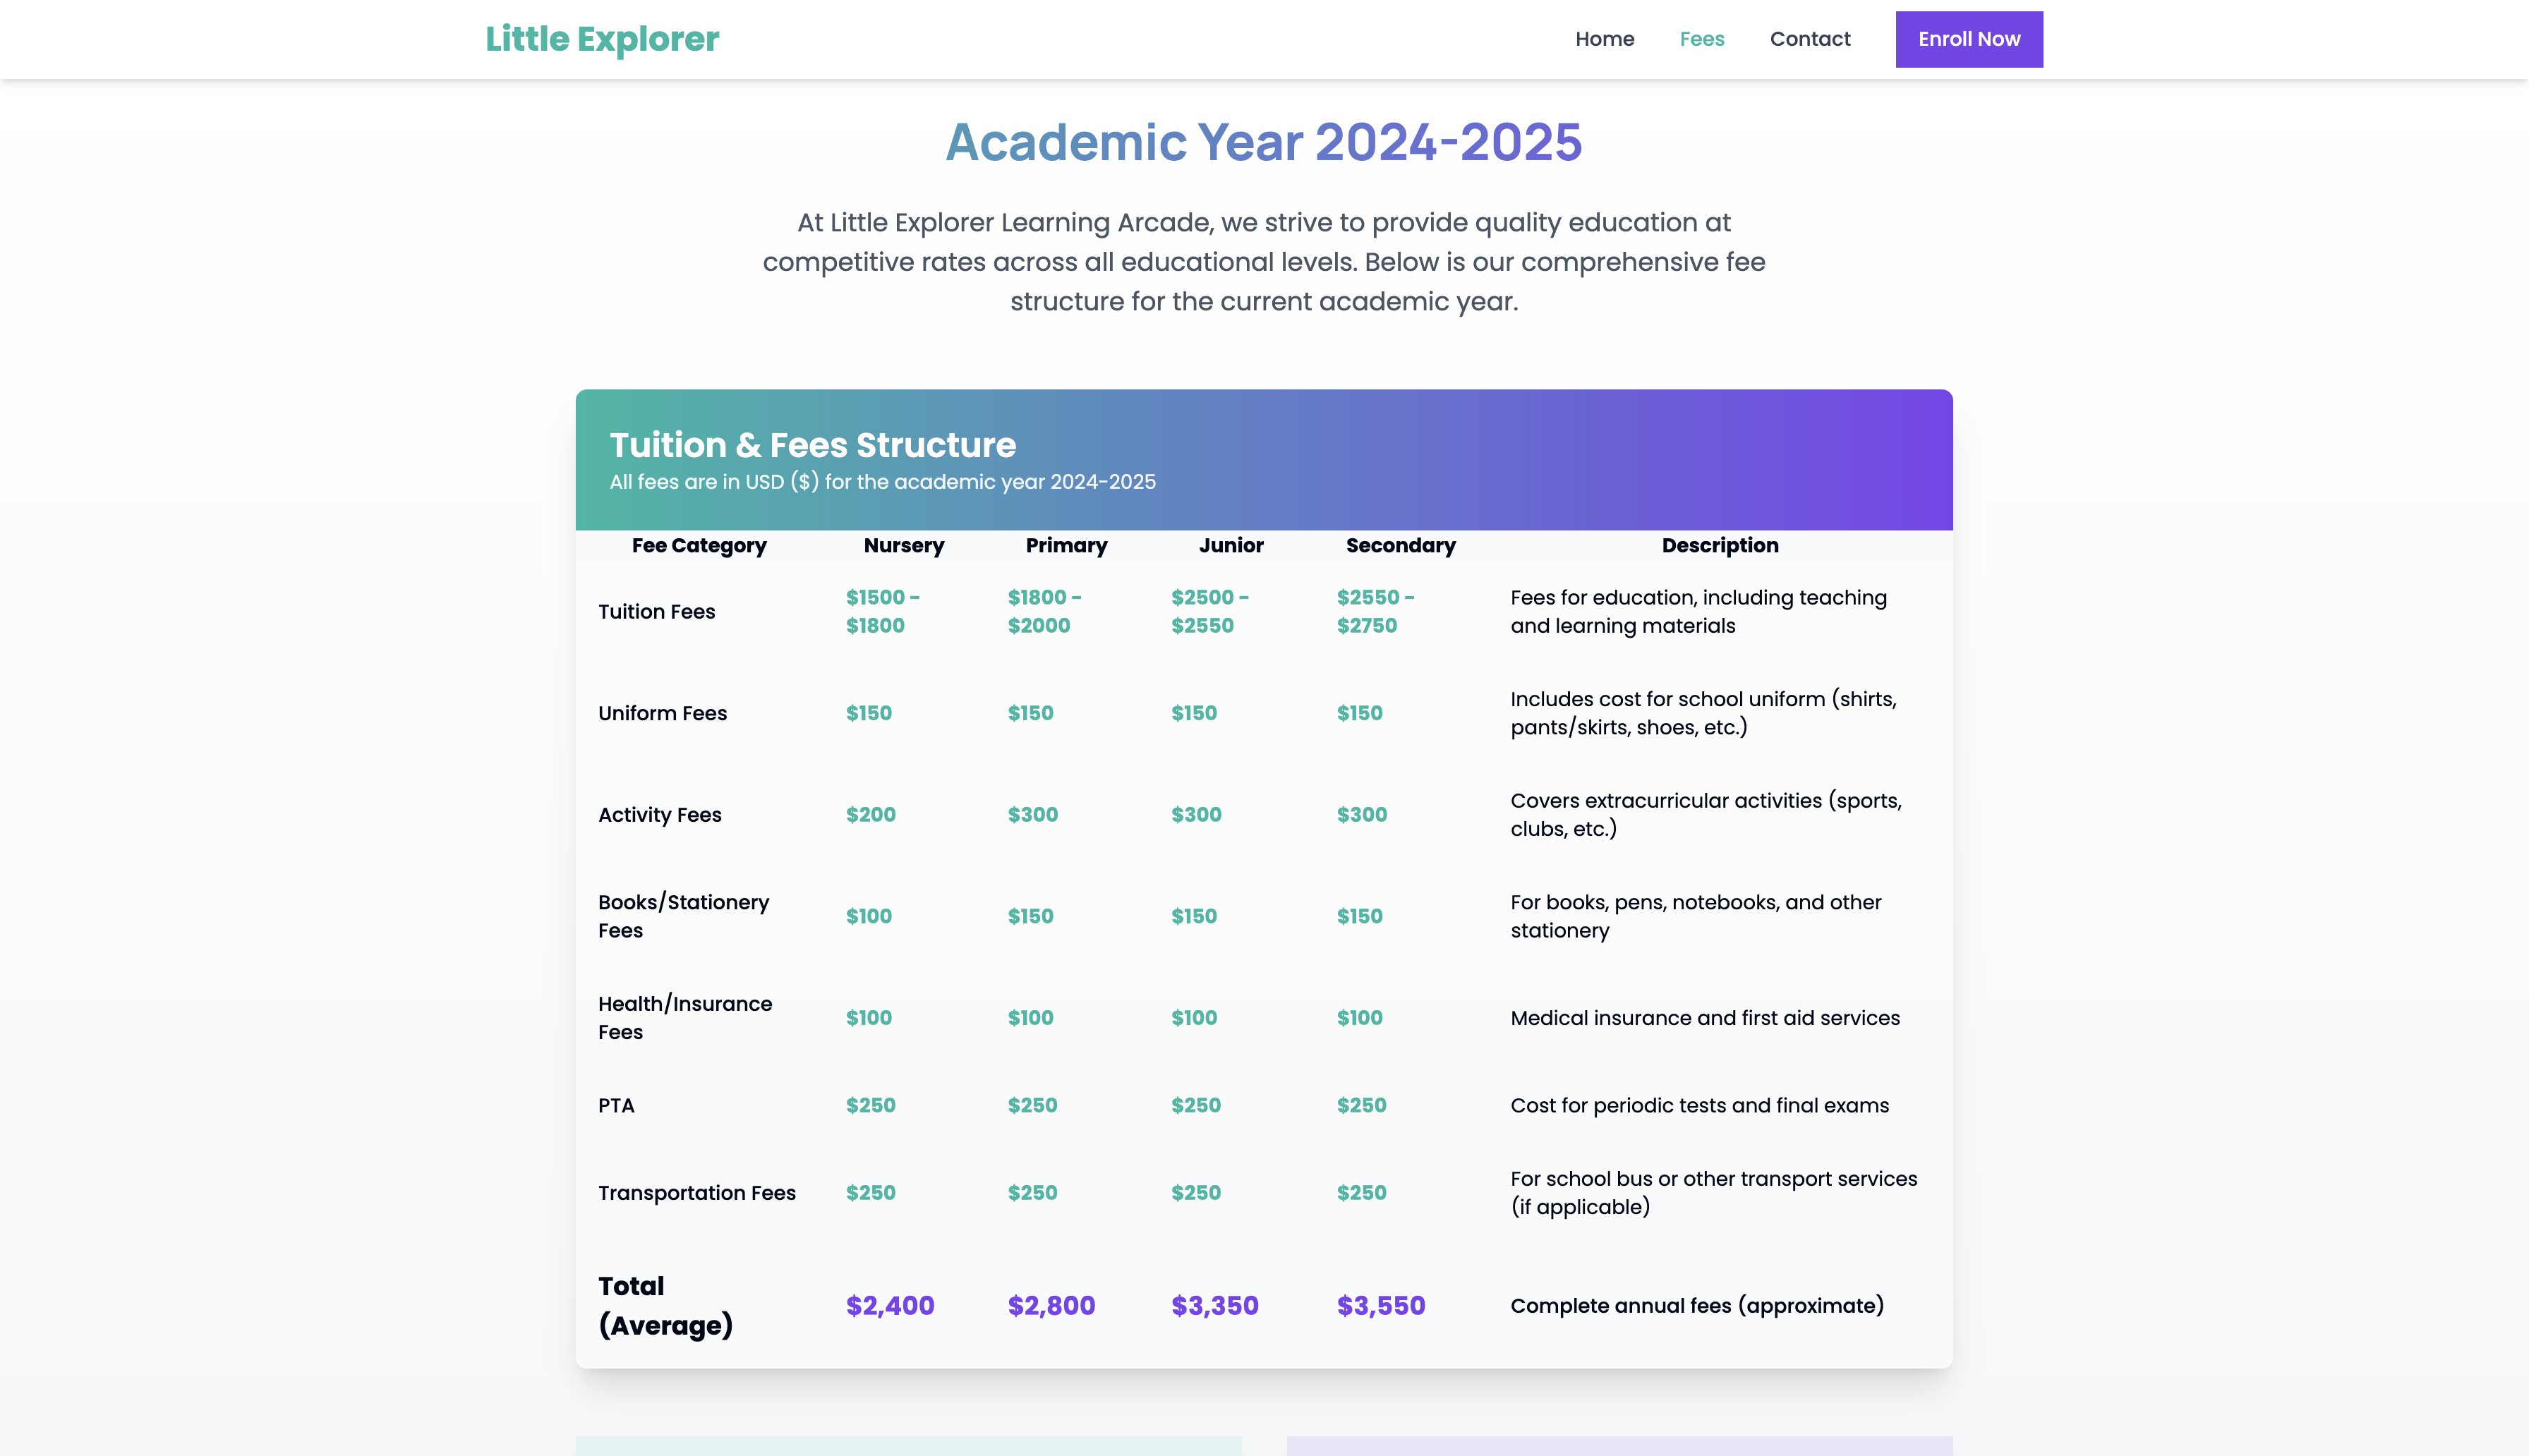 Little Explorer
Home
Fees
Contact
Enroll Now
Academic Year 2024-2025
At Little Explorer Learning Arcade, we strive to provide quality education at
competitive rates across all educational levels. Below is our comprehensive fee
structure for the current academic year.
Tuition & Fees Structure
All fees are in USD ($) for the academic year 2024-2025
Fee Category Nursery Primary Junior Secondary Description
Tuition Fees
$1500 -
$1800
$1800 -
$2000
$2500 -
$2550
$2550 -
$2750
Fees for education, including teaching
and learning materials
Uniform Fees
$150
$150
$150
$150
Includes cost for school uniform (shirts,
pants/skirts, shoes, etc.)
Activity Fees
$200
$300
$300
$300
Covers extracurricular activities (sports,
clubs, etc.)
Books/Stationery
Fees
$100
$150
$150
$150
For books, pens, notebooks, and other
stationery
Health/Insurance
Fees
$100
$100
$100
$100
Medical insurance and first aid services
PTA
$250
$250
$250
$250
Cost for periodic tests and final exams
Transportation Fees
$250
$250
$250
$250
For school bus or other transport services
(if applicable)
Total
(Average)
$2,400
$2,800
$3,350
$3,550
Complete annual fees (approximate)